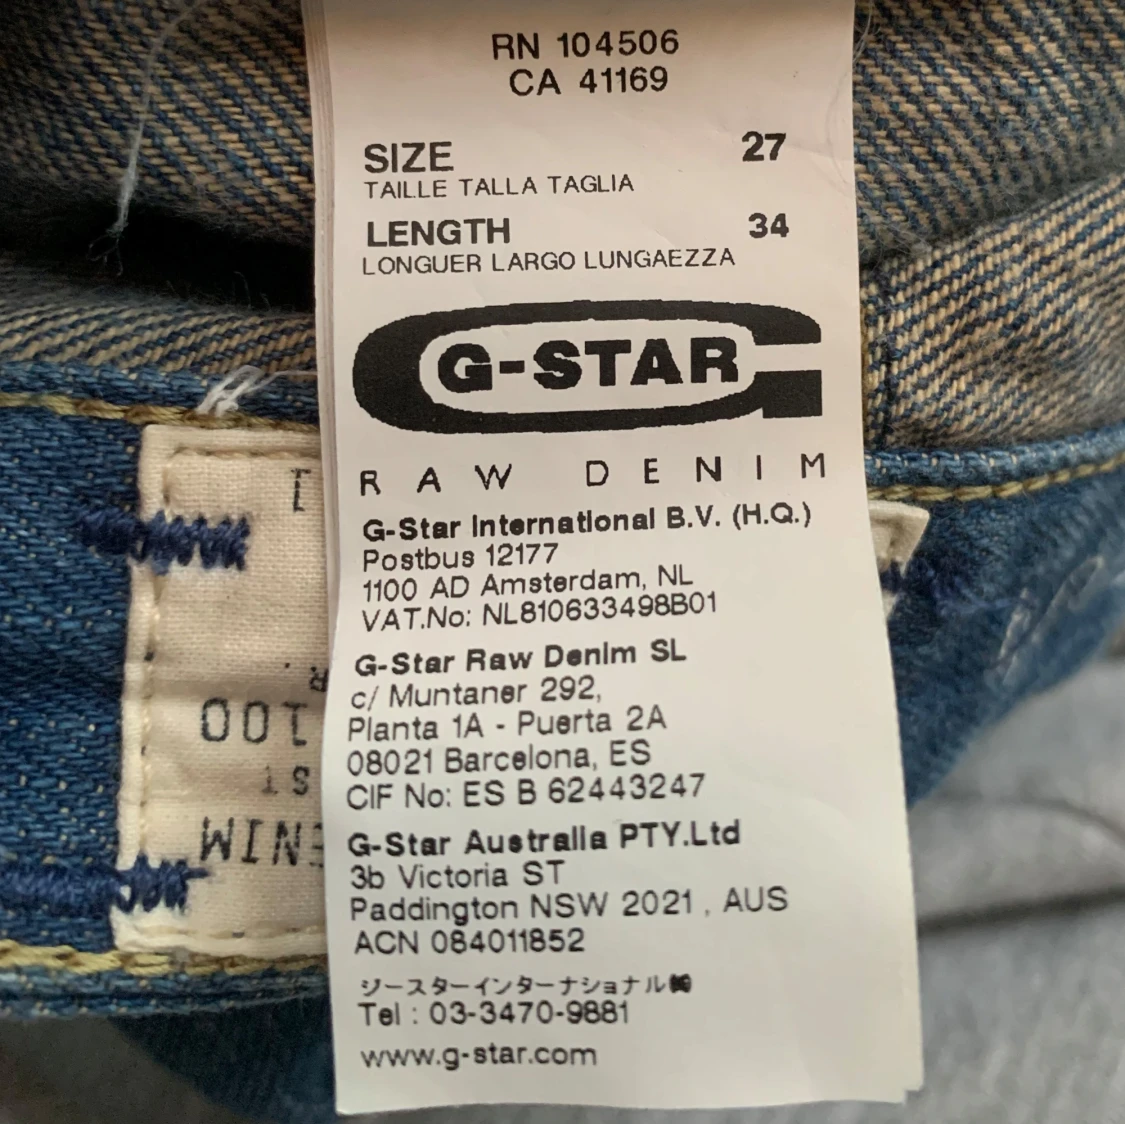 RN 104506
CA 41169
SIZE 27
TAILLE TALLA TAGLIA
LENGTH 34
LONGUER LARGO LUNGAEZZA
G-STAR
RAW DENIM
G-Star International B.V. (H.Q.)
Postbus 12177
1100 AD Amsterdam, NL
VAT.No: NL810633498B01
G-Star Raw Denim SL
c/ Muntaner 292,
Planta 1A - Puerta 2A
08021 Barcelona, ES
CIF No: ES B 62443247
G-Star Australia PTY.Ltd
3b Victoria ST
Paddington NSW 2021 , AUS
ACN 084011852
ジースターインターナショナル㈱
Tel : 03-3470-9881
www.g-star.com